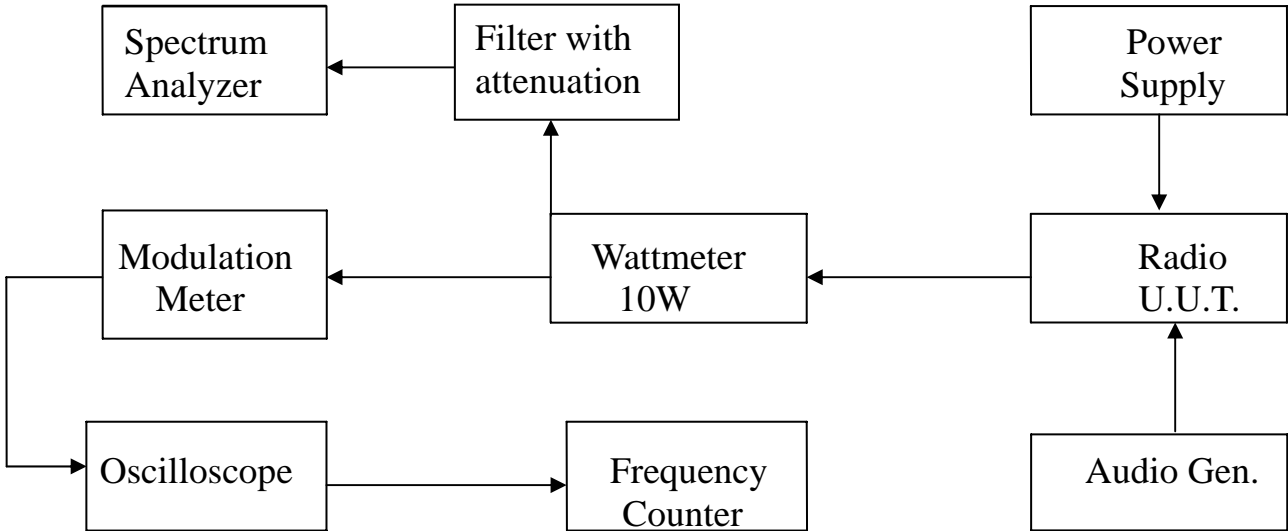 Spectrum
Analyzer
Filter with
attenuation
Power
Supply
Modulation
Meter
Wattmeter
10W
Radio
U.U.T.
Oscilloscope
Frequency
Counter
Audio Gen.